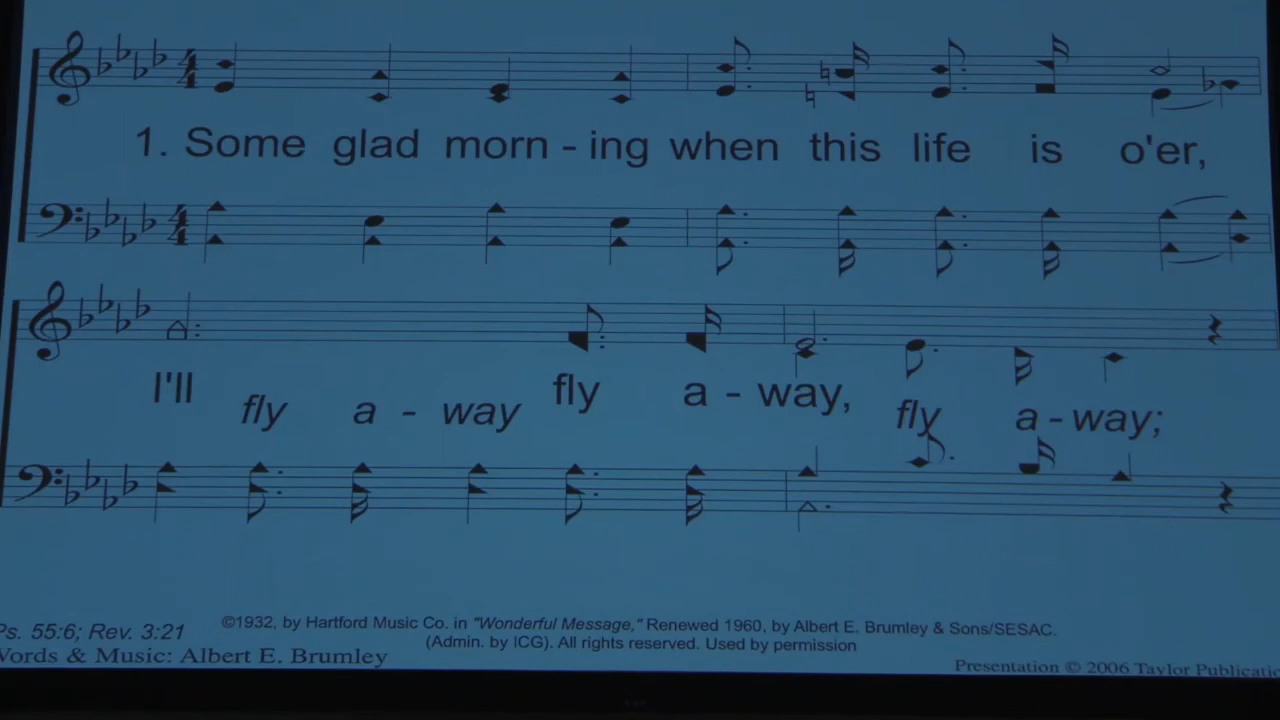 1. Some glad morn - ing when this life is o'er,
I'll fly a - way fly a - way, fly a - way;
Ps. 55:6; Rev. 3:21
©1932, by Hartford Music Co. in "Wonderful Message," Renewed 1960, by Albert E. Brumley & Sons/SESAC.
(Admin. by ICG). All rights reserved. Used by permission
Words & Music: Albert E. Brumley
Presentation © 2006 Taylor Publicatio